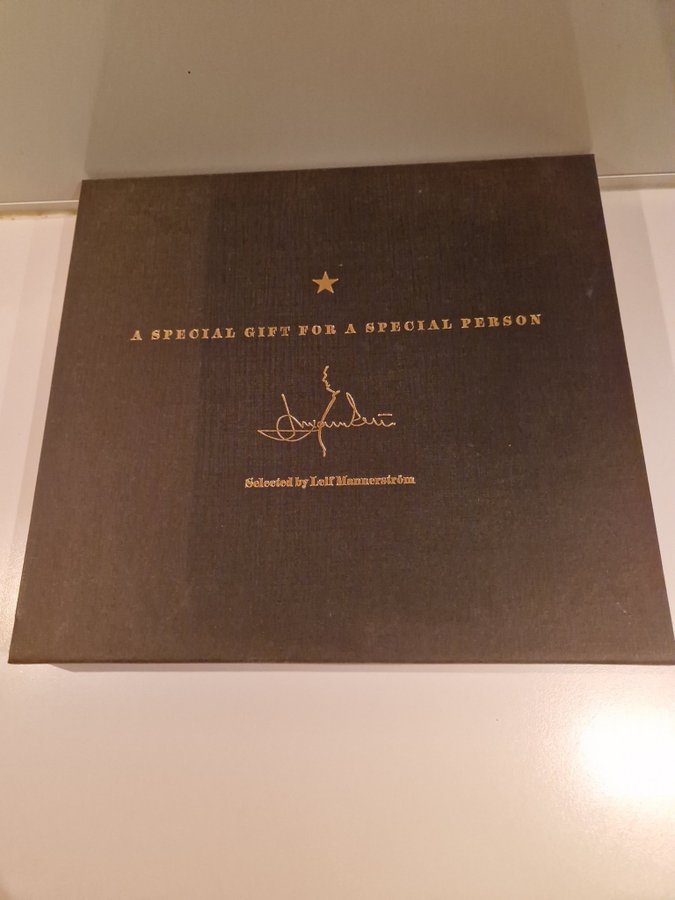 A SPECIAL GIFT FOR A SPECIAL PERSON
Selected by Leif Mannerström